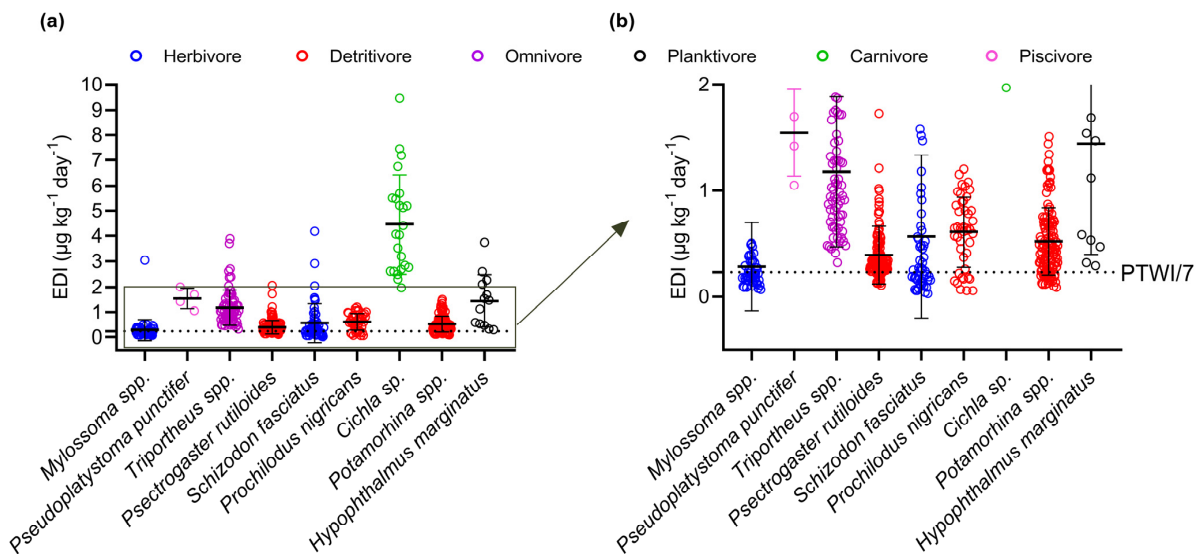 (a)
Herbivore
Detritivore
Omnivore
EDI (µg kg⁻¹ day⁻¹)
10
9
8
7
6
5
4
3
2
1
0
Mylossoma spp.
Pseudoplatystoma punctifer
Triportheus spp.
Psectrogaster rutiloides
Schizodon fasciatus
Prochilodus nigricans
Cichla sp.
Potamorhina spp.
Hypophthalmus marginatus
(b)
Planktivore
Carnivore
Piscivore
EDI (µg kg⁻¹ day⁻¹)
2
1
0
PTWI/7
Mylossoma spp.
Pseudoplatystoma punctifer
Triportheus spp.
Psectrogaster rutiloides
Schizodon fasciatus
Prochilodus nigricans
Cichla sp.
Potamorhina spp.
Hypophthalmus marginatus